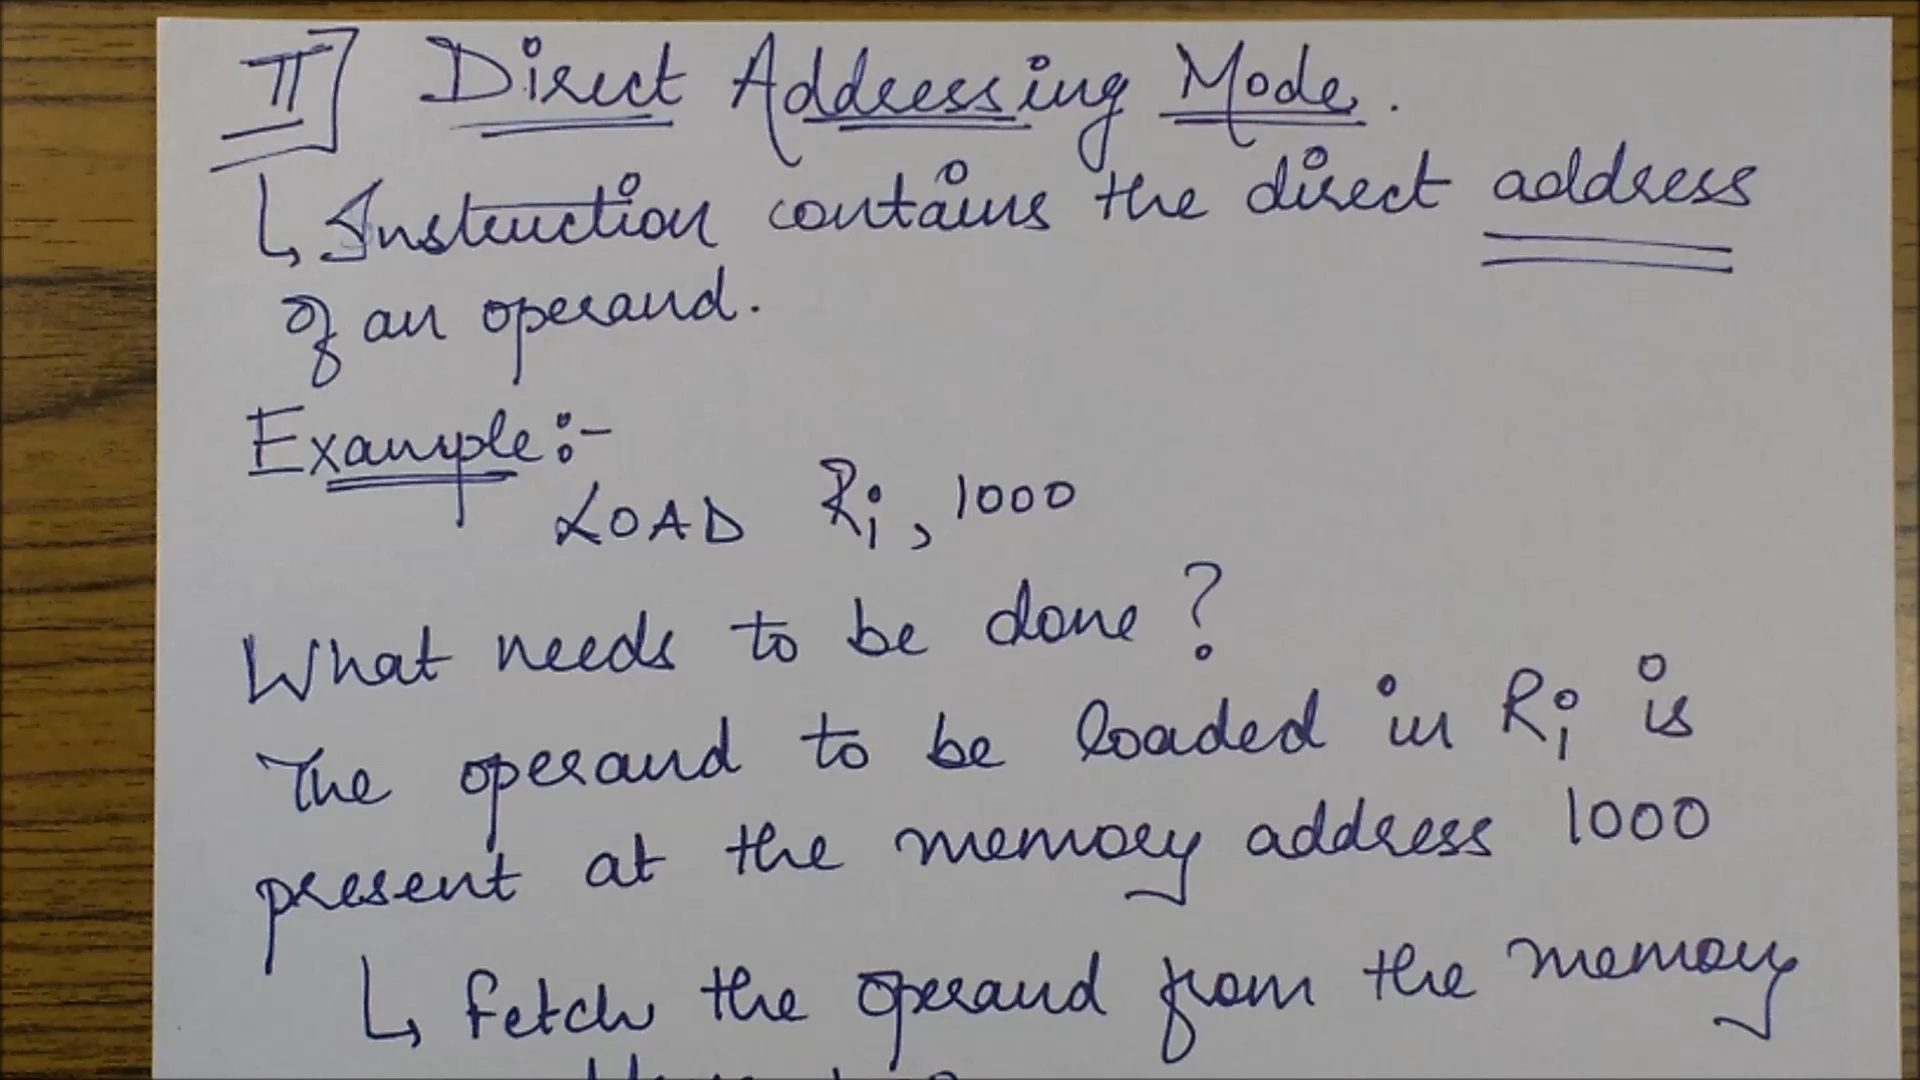 II] Direct Addressing Mode.
↳ Instruction contains the direct address
of an operand.
Example:-
LOAD Ri, 1000
What needs to be done?
The operand to be loaded in Ri is
present at the memory address 1000
↳ Fetch the operand from the memory